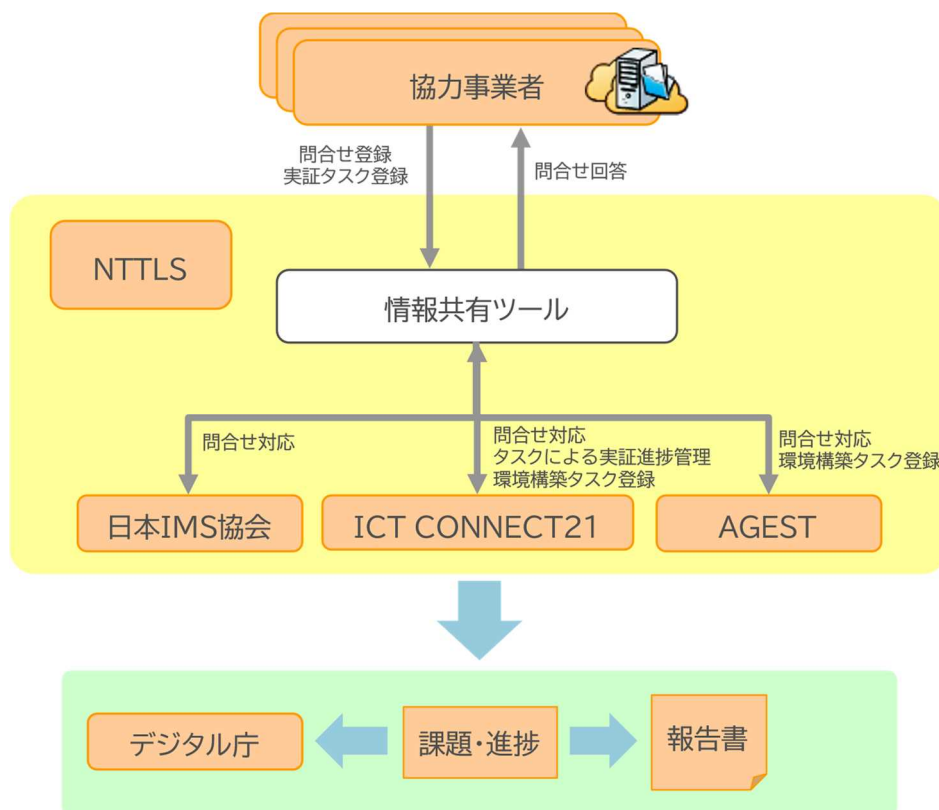 協力事業者
問合せ登録
実証タスク登録
問合せ回答
NTTLS
情報共有ツール
問合せ対応
問合せ対応
タスクによる実証進捗管理
環境構築タスク登録
問合せ対応
環境構築タスク登録
日本IMS協会
ICT CONNECT21
AGEST
デジタル庁
課題・進捗
報告書